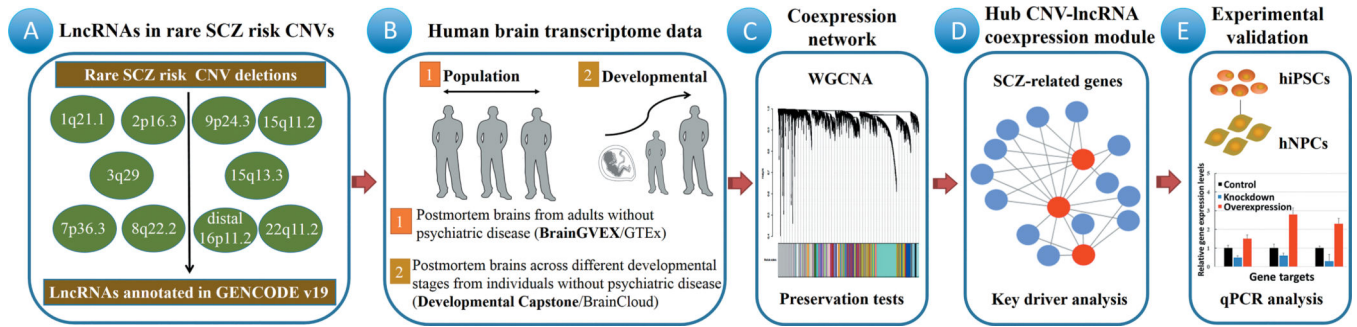 A
LncRNAs in rare SCZ risk CNVs
Rare SCZ risk CNV deletions
1q21.1
2p16.3
9p24.3
15q11.2
3q29
15q13.3
7p36.3
8q22.2
distal
16p11.2
22q11.2
LncRNAs annotated in GENCODE v19
B
Human brain transcriptome data
1 Population
2 Developmental
1 Postmortem brains from adults without
psychiatric disease (BrainGVEX/GTEx)
2 Postmortem brains across different developmental
stages from individuals without psychiatric disease
(Developmental Capstone/BrainCloud)
C
Coexpression
network
WGCNA
Preservation tests
D
Hub CNV-lncRNA
coexpression module
SCZ-related genes
Key driver analysis
E
Experimental
validation
hiPSCs
hNPCs
Relative gene expression levels
Control
Knockdown
Overexpression
Gene targets
qPCR analysis